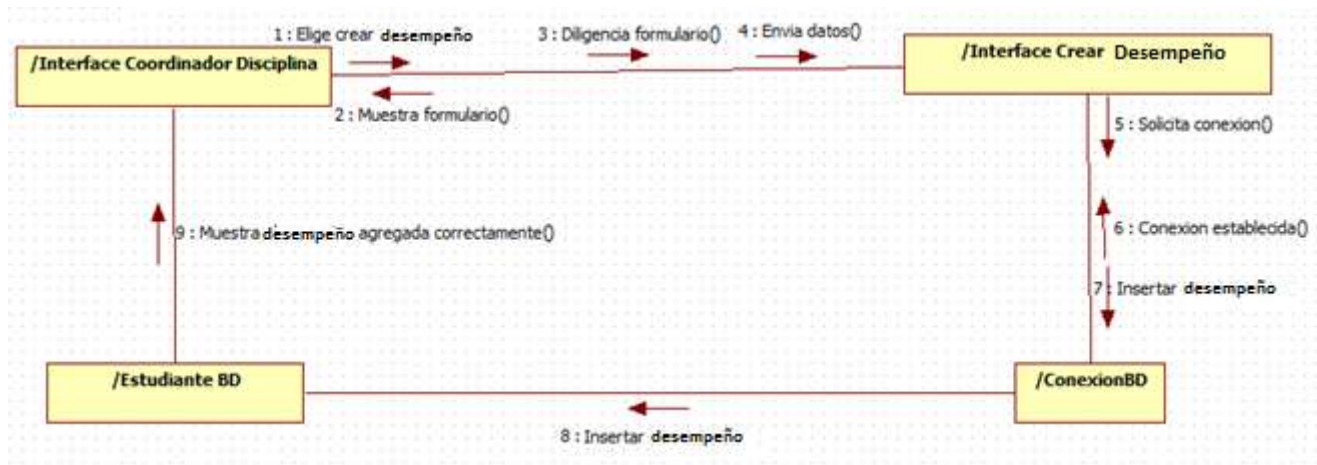 1 : Elige crear desempeño
3 : Diligencia formulario()
4 : Envia datos()
/Interface Coordinador Disciplina
/Interface Crear Desempeño
2 : Muestra formulario()
5 : Solicita conexion()
9 : Muestra desempeño agregada correctamente()
6 : Conexion establecida()
7 : Insertar desempeño
/Estudiante BD
/ConexionBD
8 : Insertar desempeño